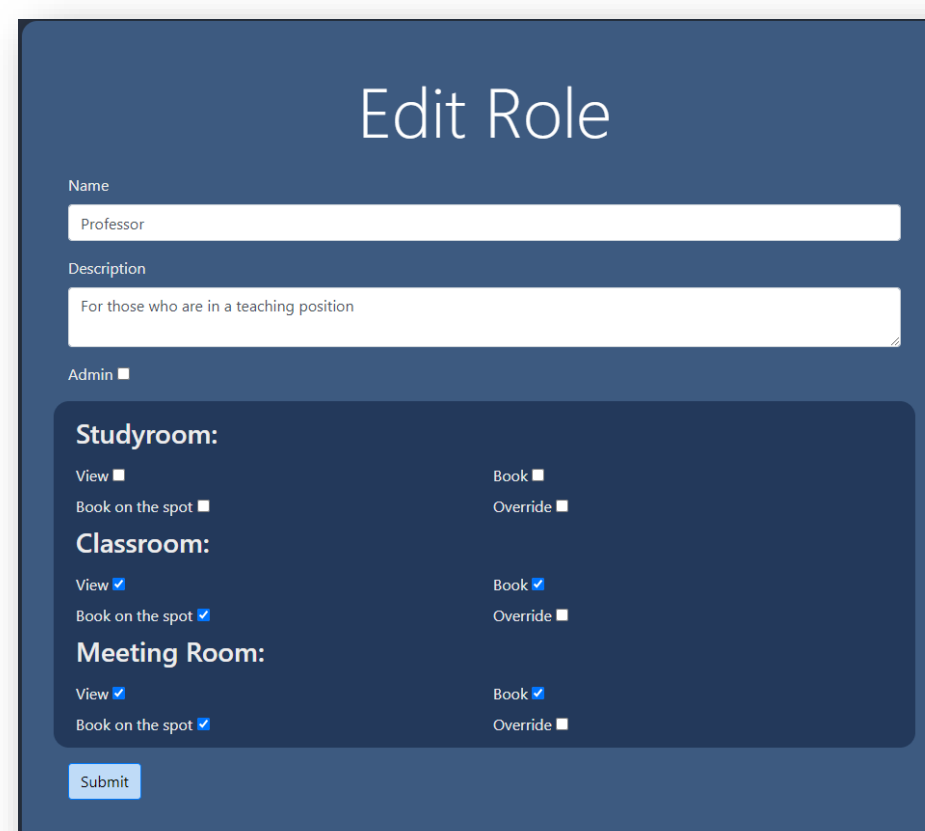 Edit Role
Name
Professor
Description
For those who are in a teaching position
Admin
Studyroom:
View Book
Book on the spot Override
Classroom:
View Book
Book on the spot Override
Meeting Room:
View Book
Book on the spot Override
Submit